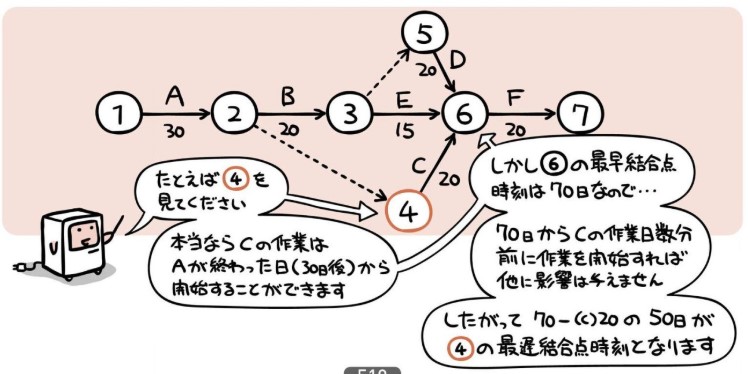 5
D
20
A
B
E
F
1
2
3
6
7
30
20
15
20
C
20
4
たとえば④を
見てください
本当ならCの作業は
Aが終わった日(30日後)から
開始することができます
しかし⑥の最早結合点
時刻は70日なので…
70日からCの作業日数分
前に作業を開始すれば
他に影響は与えません
したがって 70-(C)20の 50日が
④の最遅結合点時刻となります